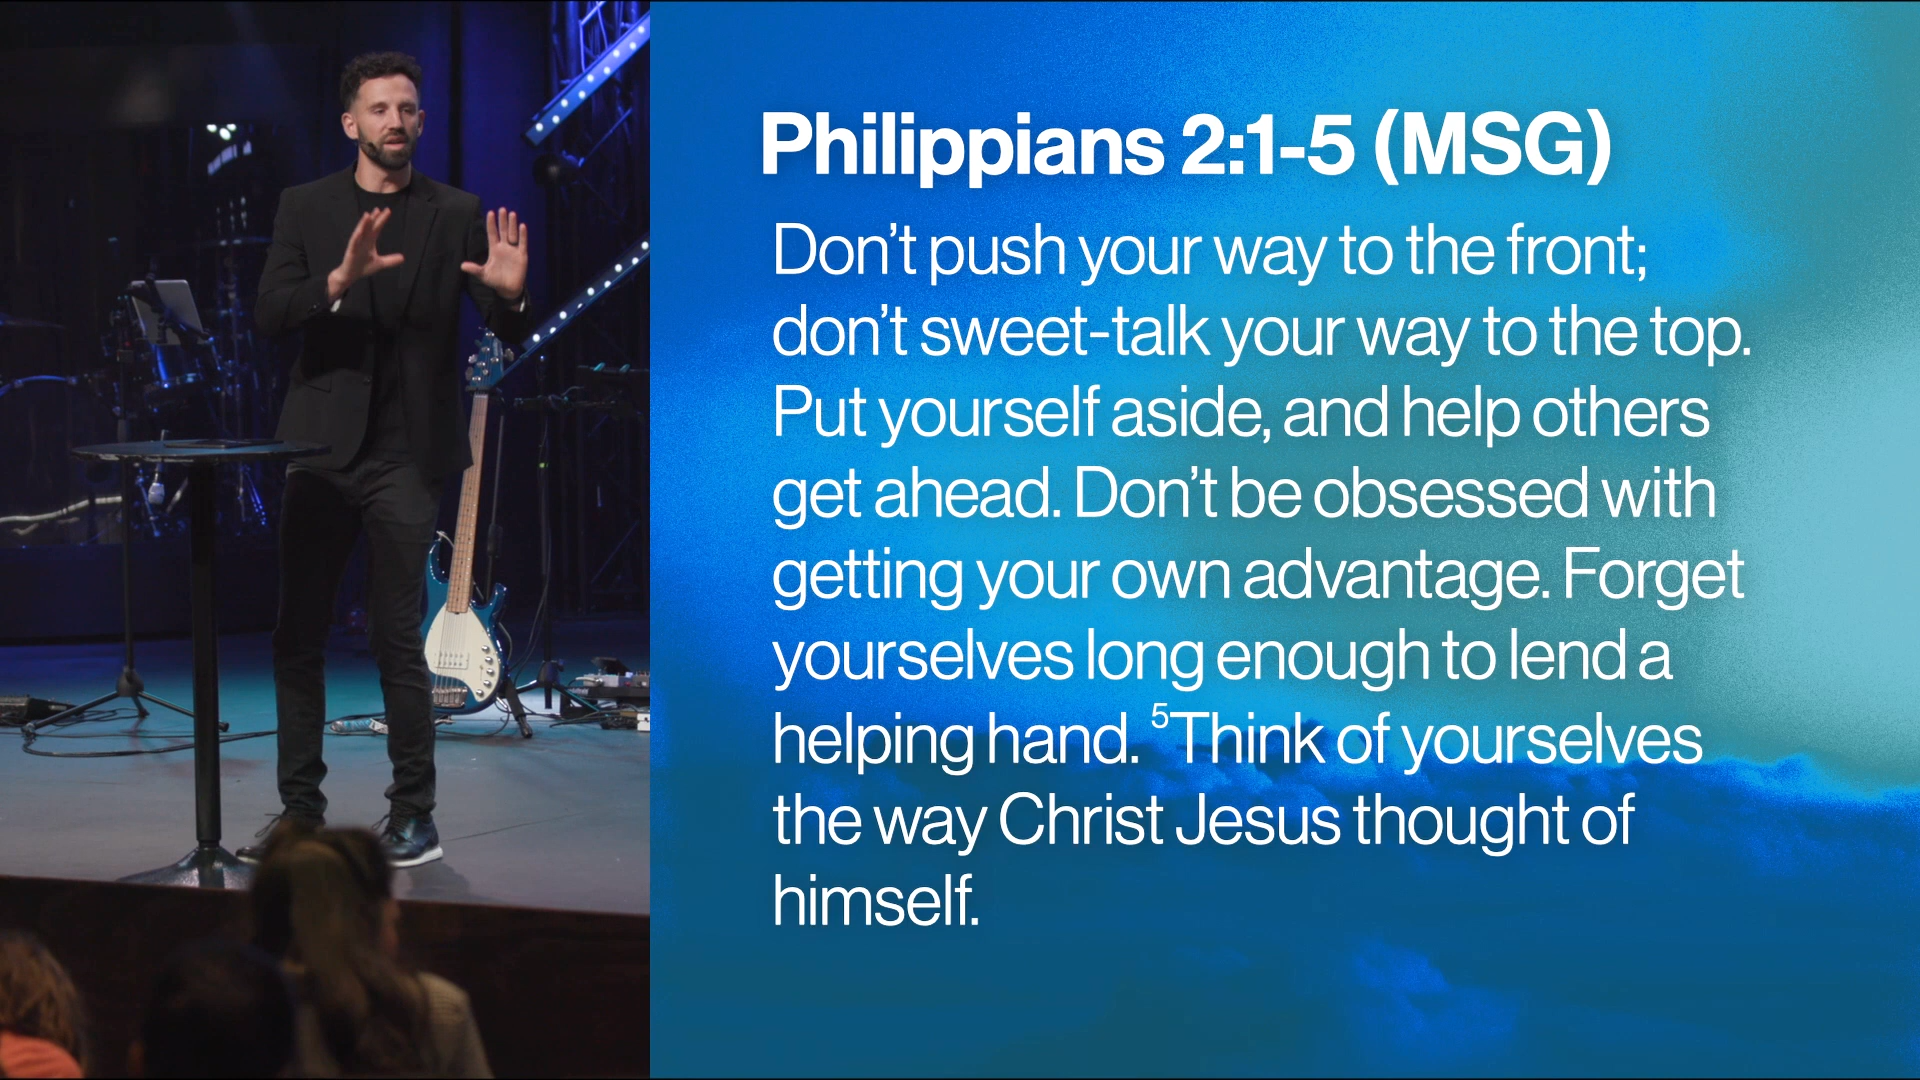 Philippians 2:1-5 (MSG)
Don’t push your way to the front;
don’t sweet-talk your way to the top.
Put yourself aside, and help others
get ahead. Don’t be obsessed with
getting your own advantage. Forget
yourselves long enough to lend a
helping hand. ⁵Think of yourselves
the way Christ Jesus thought of
himself.